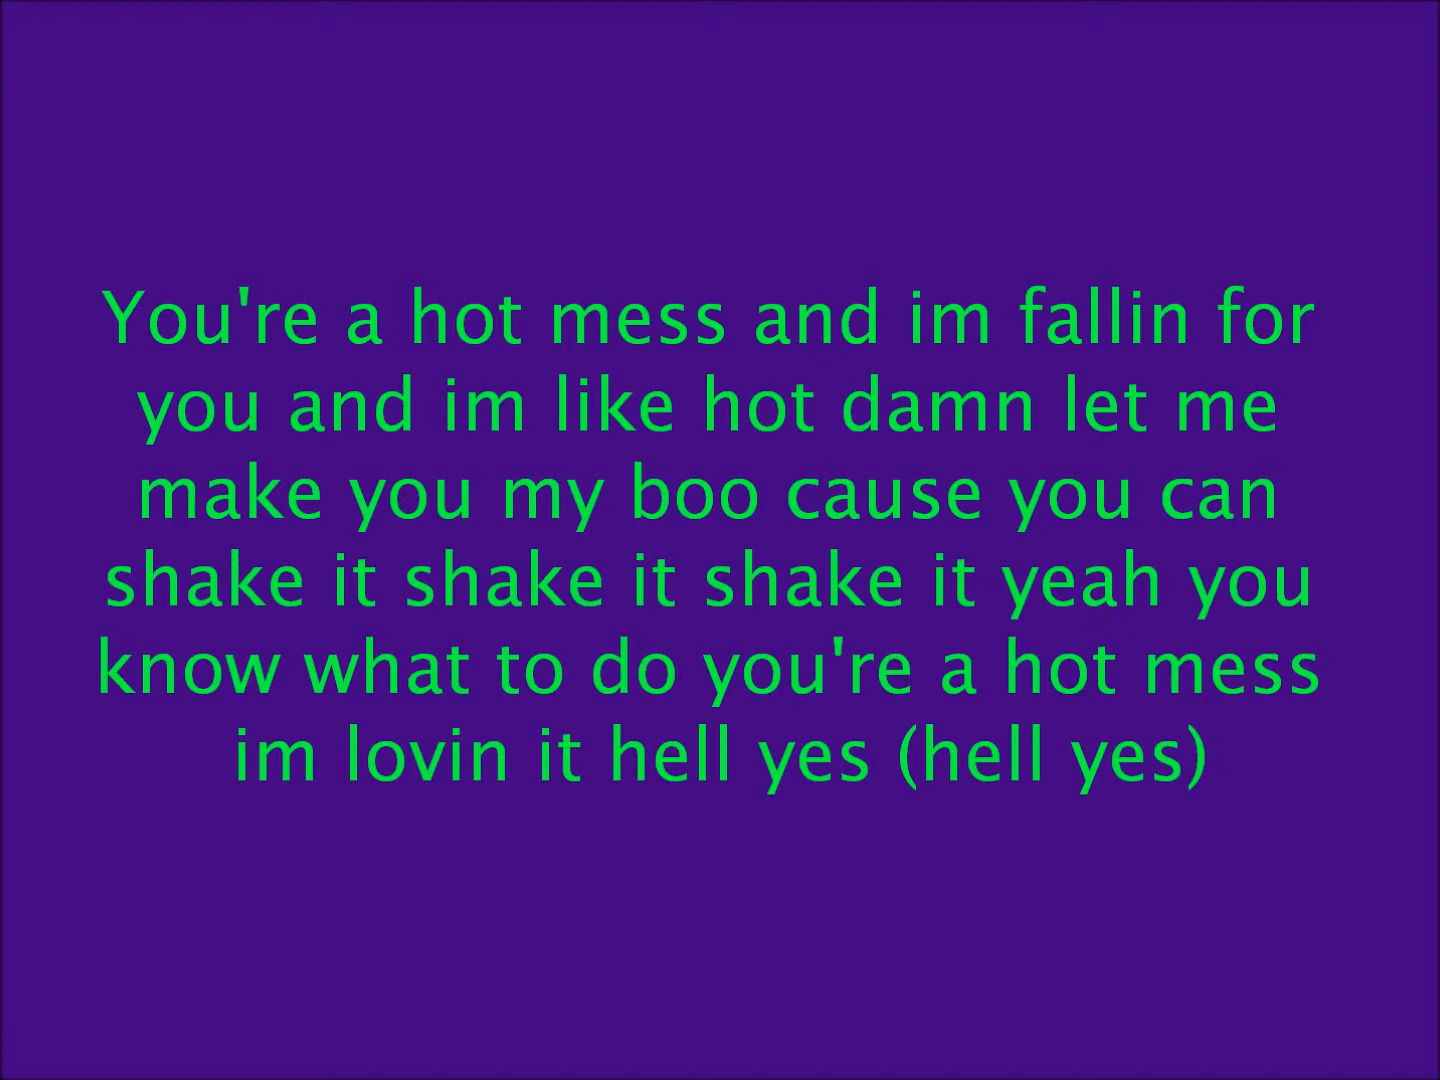 You're a hot mess and im fallin for
you and im like hot damn let me
make you my boo cause you can
shake it shake it shake it yeah you
know what to do you're a hot mess
im lovin it hell yes (hell yes)